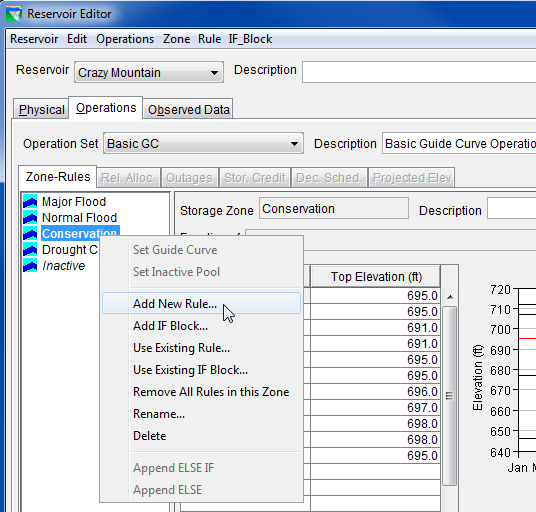 Reservoir Editor
Reservoir Edit Operations Zone Rule IF_Block
Reservoir Crazy Mountain Description
Physical Operations Observed Data
Operation Set Basic GC Description Basic Guide Curve Operatio
Zone-Rules Rel. Alloc. Outages Stor. Credit Dec. Sched. Projected Elev
Major Flood
Normal Flood
Conservation
Drought C
Inactive
Storage Zone Conservation Description
Set Guide Curve
Set Inactive Pool
Add New Rule...
Add IF Block...
Use Existing Rule...
Use Existing IF Block...
Remove All Rules in this Zone
Rename...
Delete
Append ELSE IF
Append ELSE
Top Elevation (ft)
695.0
695.0
691.0
691.0
695.0
695.0
696.0
697.0
698.0
698.0
695.0
Elevation (ft)
720
710
700
690
680
670
660
650
640
Jan